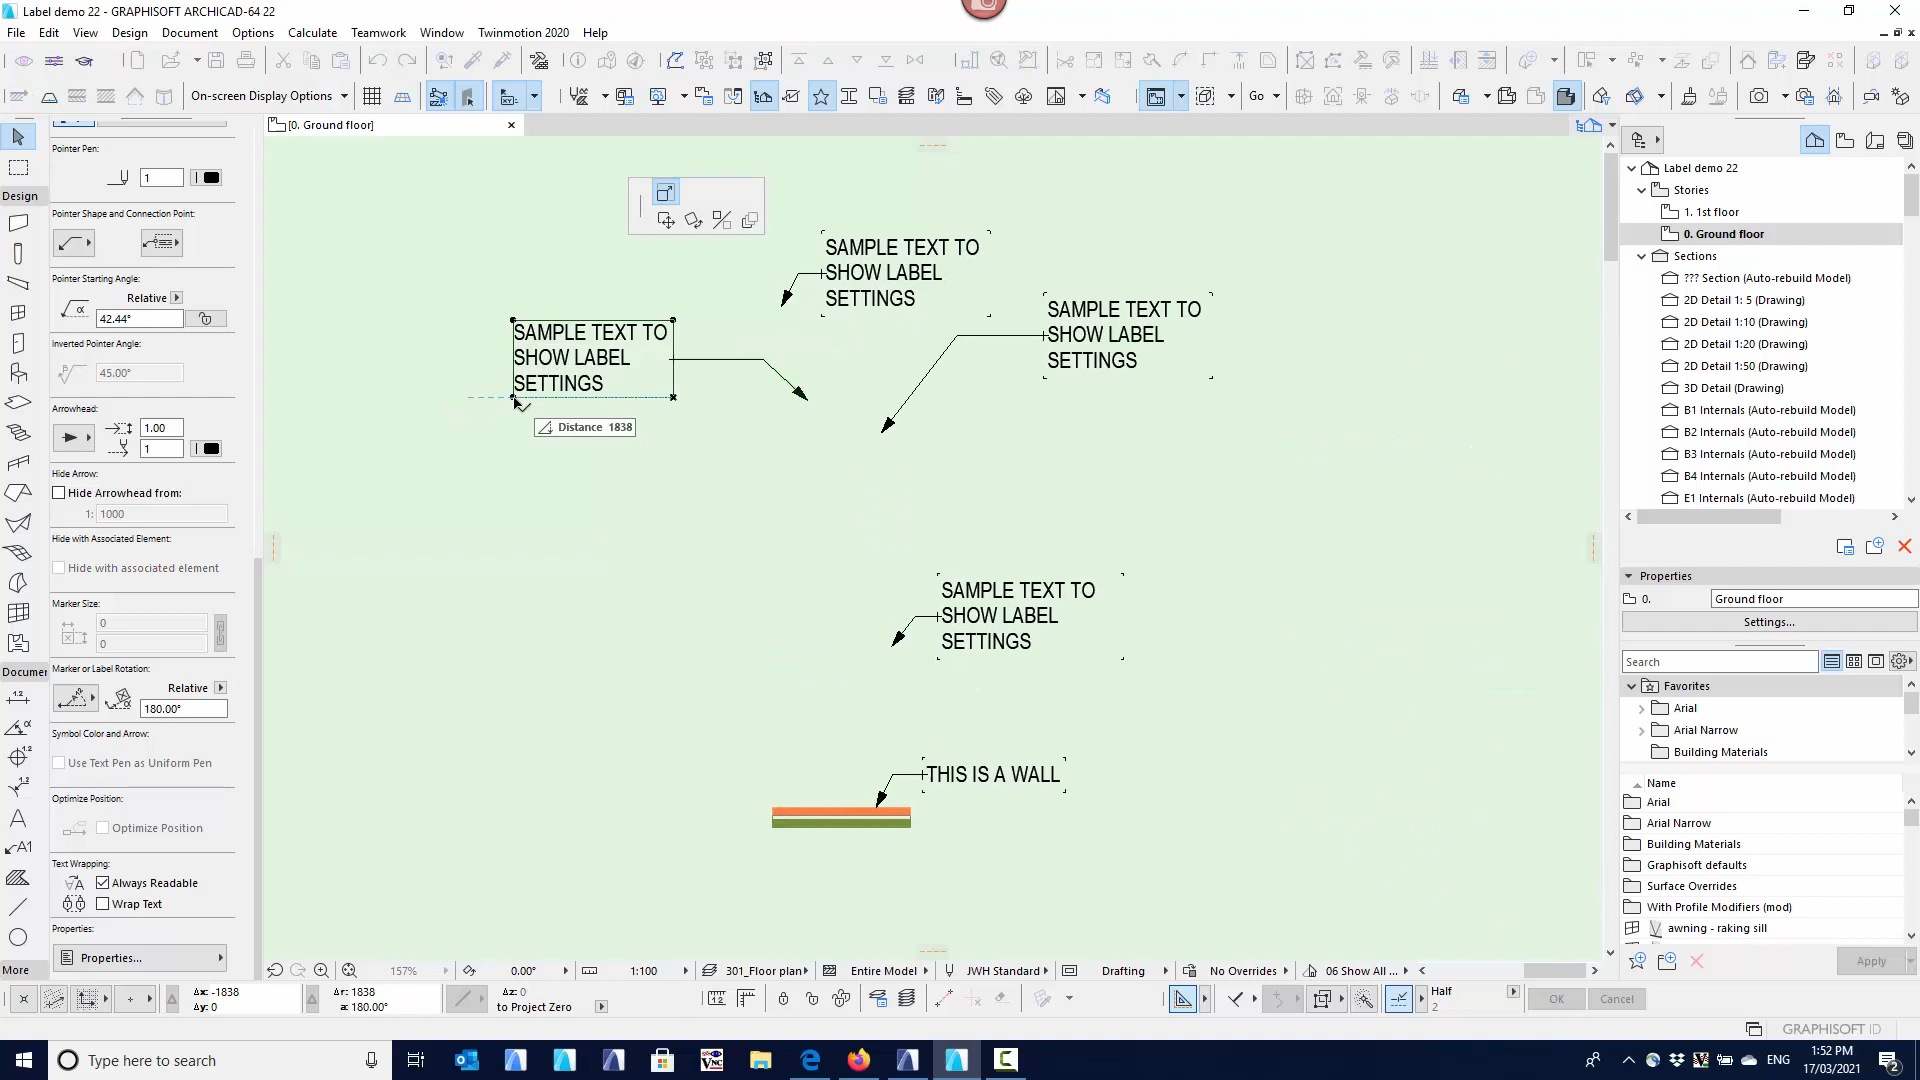 Label demo 22 - GRAPHISOFT ARCHICAD-64 22
File Edit View Design Document Options Calculate Teamwork Window Twinmotion 2020 Help
On-screen Display Options
Go
[0. Ground floor]
Pointer Pen:
1
Design
Pointer Shape and Connection Point:
Pointer Starting Angle:
Relative
42.44°
Inverted Pointer Angle:
45.00°
Arrowhead:
1.00
1
Hide Arrow:
Hide Arrowhead from:
1: 1000
Hide with Associated Element:
Hide with associated element
Marker Size:
0
0
Marker or Label Rotation:
Docume
Relative
180.00°
Symbol Color and Arrow:
Use Text Pen as Uniform Pen
Optimize Position:
Optimize Position
Text Wrapping:
Always Readable
Wrap Text
Properties:
Properties...
More
SAMPLE TEXT TO
SHOW LABEL
SETTINGS
SAMPLE TEXT TO
SHOW LABEL
SETTINGS
SAMPLE TEXT TO
SHOW LABEL
SETTINGS
Distance 1838
SAMPLE TEXT TO
SHOW LABEL
SETTINGS
THIS IS A WALL
Label demo 22
Stories
1. 1st floor
0. Ground floor
Sections
??? Section (Auto-rebuild Model)
2D Detail 1: 5 (Drawing)
2D Detail 1:10 (Drawing)
2D Detail 1:20 (Drawing)
2D Detail 1:50 (Drawing)
3D Detail (Drawing)
B1 Internals (Auto-rebuild Model)
B2 Internals (Auto-rebuild Model)
B3 Internals (Auto-rebuild Model)
B4 Internals (Auto-rebuild Model)
E1 Internals (Auto-rebuild Model)
Properties
0. Ground floor
Settings...
Search
Favorites
Arial
Arial Narrow
Building Materials
Name
Arial
Arial Narrow
Building Materials
Graphisoft defaults
Surface Overrides
With Profile Modifiers (mod)
awning - raking sill
Apply
157% 0.00° 1:100 301_Floor plan Entire Model JWH Standard Drafting No Overrides 06 Show All ...
Δx: -1838
Δy: 0
Δr: 1838
a: 180.00°
Δz: 0
to Project Zero
Half
2
OK Cancel
GRAPHISOFT ID
Type here to search
ENG
1:52 PM
17/03/2021
2